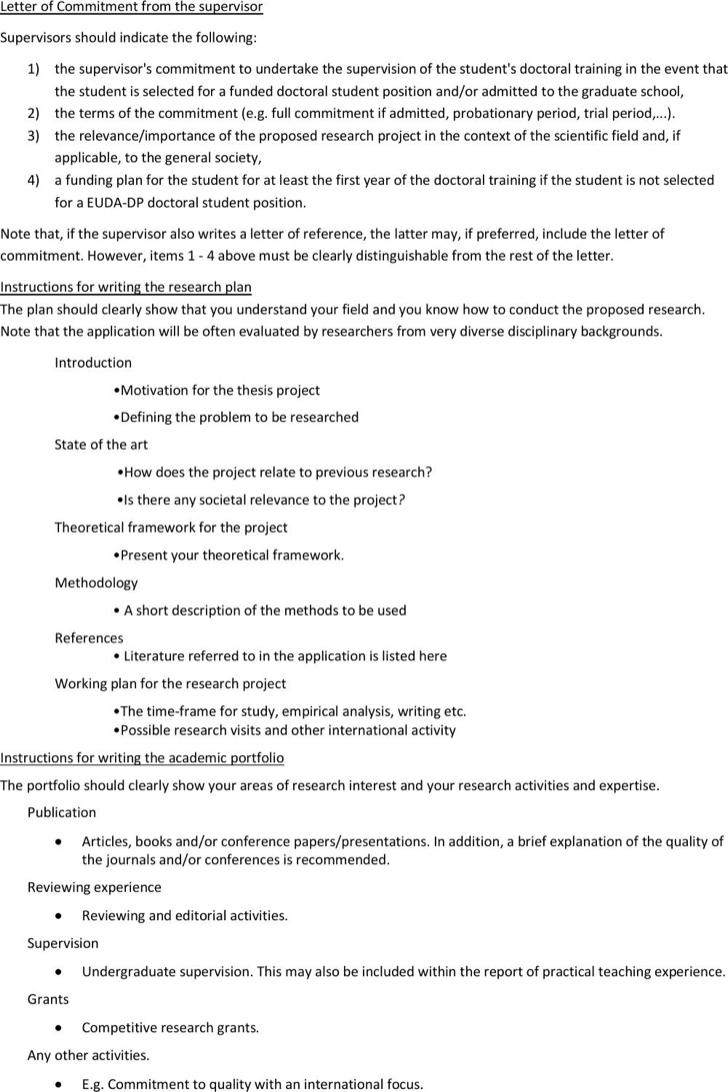 Letter of Commitment from the supervisor
Supervisors should indicate the following:
1) the supervisor's commitment to undertake the supervision of the student's doctoral training in the event that
the student is selected for a funded doctoral student position and/or admitted to the graduate school,
2) the terms of the commitment (e.g. full commitment if admitted, probationary period, trial period,...).
3) the relevance/importance of the proposed research project in the context of the scientific field and, if
applicable, to the general society,
4) a funding plan for the student for at least the first year of the doctoral training if the student is not selected
for a EUDA-DP doctoral student position.
Note that, if the supervisor also writes a letter of reference, the latter may, if preferred, include the letter of
commitment. However, items 1 - 4 above must be clearly distinguishable from the rest of the letter.
Instructions for writing the research plan
The plan should clearly show that you understand your field and you know how to conduct the proposed research.
Note that the application will be often evaluated by researchers from very diverse disciplinary backgrounds.
Introduction
•Motivation for the thesis project
•Defining the problem to be researched
State of the art
•How does the project relate to previous research?
•Is there any societal relevance to the project?
Theoretical framework for the project
•Present your theoretical framework.
Methodology
• A short description of the methods to be used
References
• Literature referred to in the application is listed here
Working plan for the research project
•The time-frame for study, empirical analysis, writing etc.
•Possible research visits and other international activity
Instructions for writing the academic portfolio
The portfolio should clearly show your areas of research interest and your research activities and expertise.
Publication
• Articles, books and/or conference papers/presentations. In addition, a brief explanation of the quality of
the journals and/or conferences is recommended.
Reviewing experience
• Reviewing and editorial activities.
Supervision
• Undergraduate supervision. This may also be included within the report of practical teaching experience.
Grants
• Competitive research grants.
Any other activities.
• E.g. Commitment to quality with an international focus.